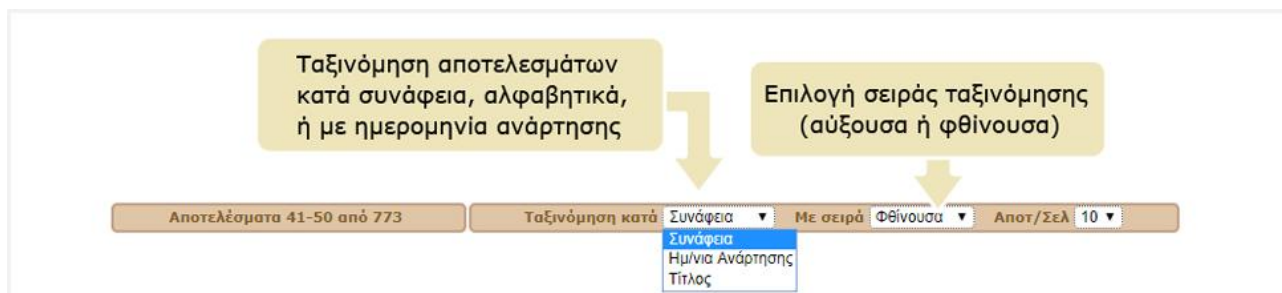 Ταξινόμηση αποτελεσμάτων
κατά συνάφεια, αλφαβητικά,
ή με ημερομηνία ανάρτησης
Επιλογή σειράς ταξινόμησης
(αύξουσα ή φθίνουσα)
Αποτελέσματα 41-50 από 773
Ταξινόμηση κατά Συνάφεια Με σειρά Φθίνουσα Αποτ/Σελ 10
Συνάφεια
Ημ/νια Ανάρτησης
Τίτλος